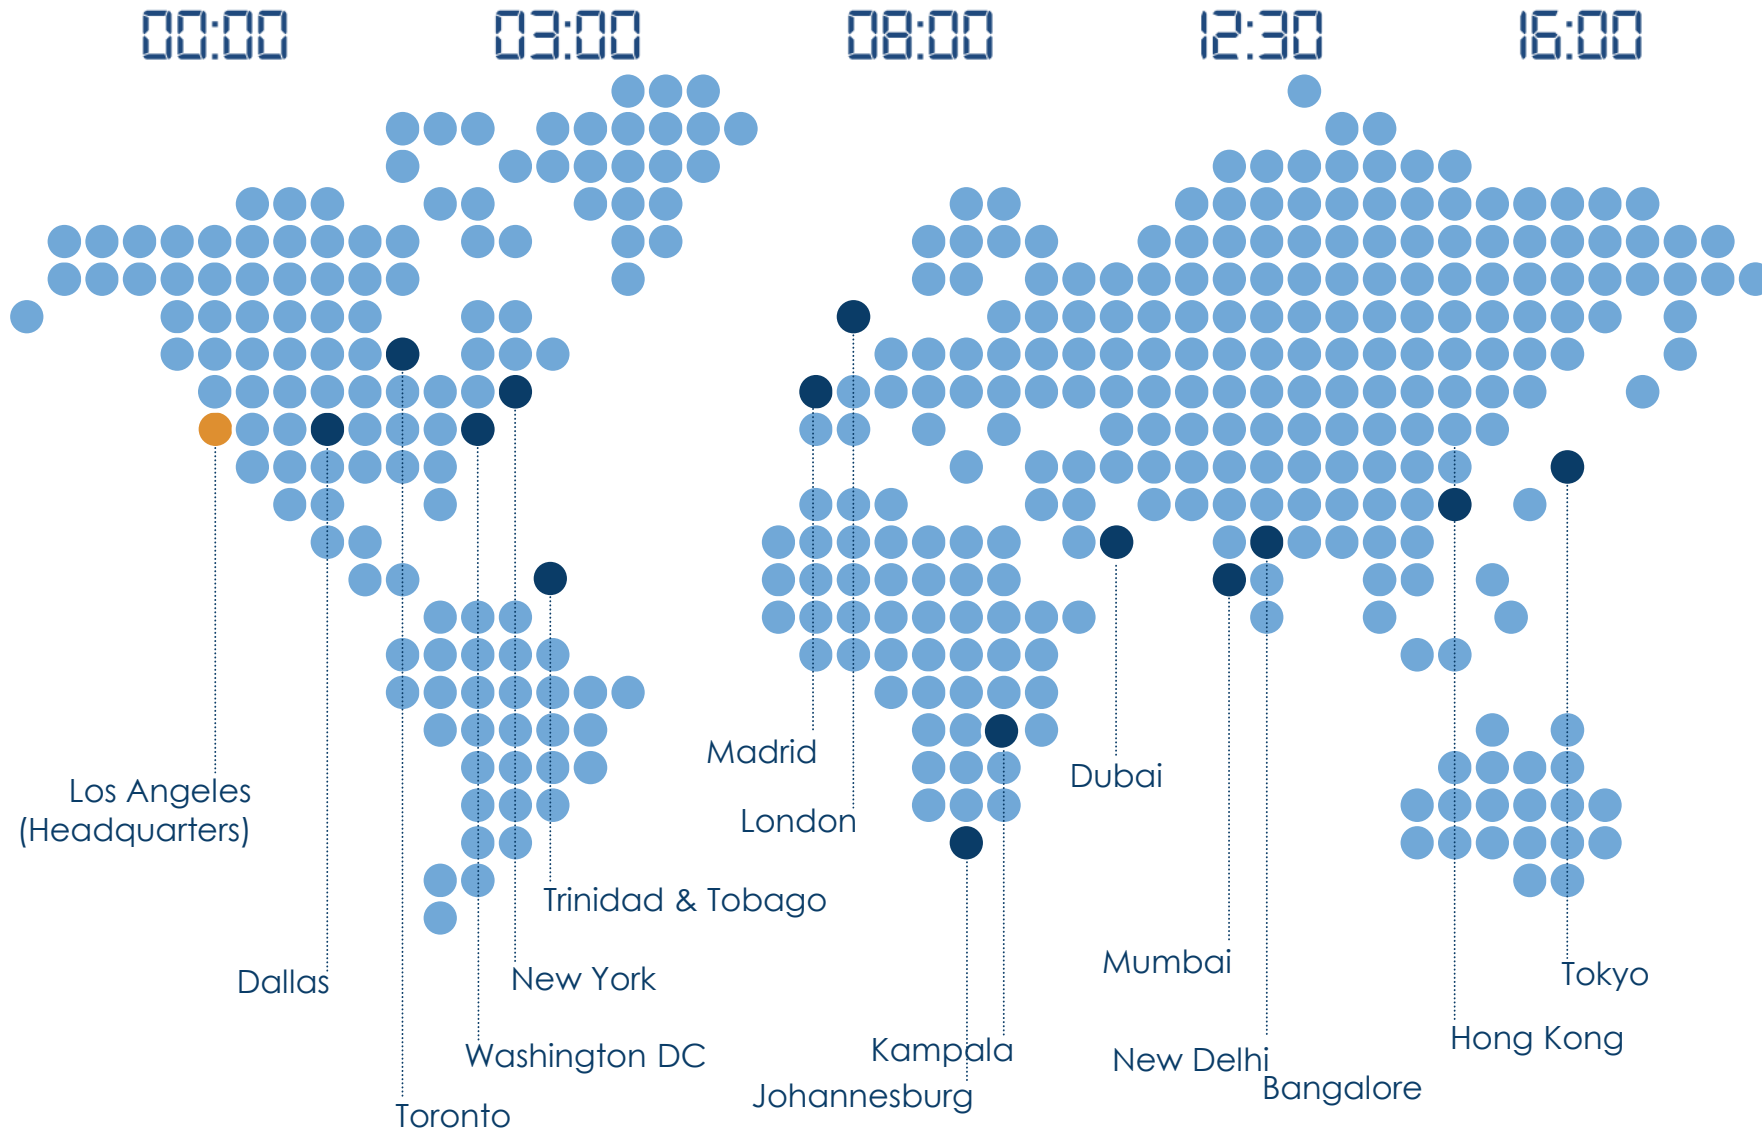 00:00
03:00
08:00
12:30
16:00
Madrid
Dubai
Los Angeles
(Headquarters)
London
Trinidad & Tobago
Mumbai
Dallas
New York
Tokyo
Hong Kong
Kampala
Washington DC
New Delhi
Bangalore
Johannesburg
Toronto